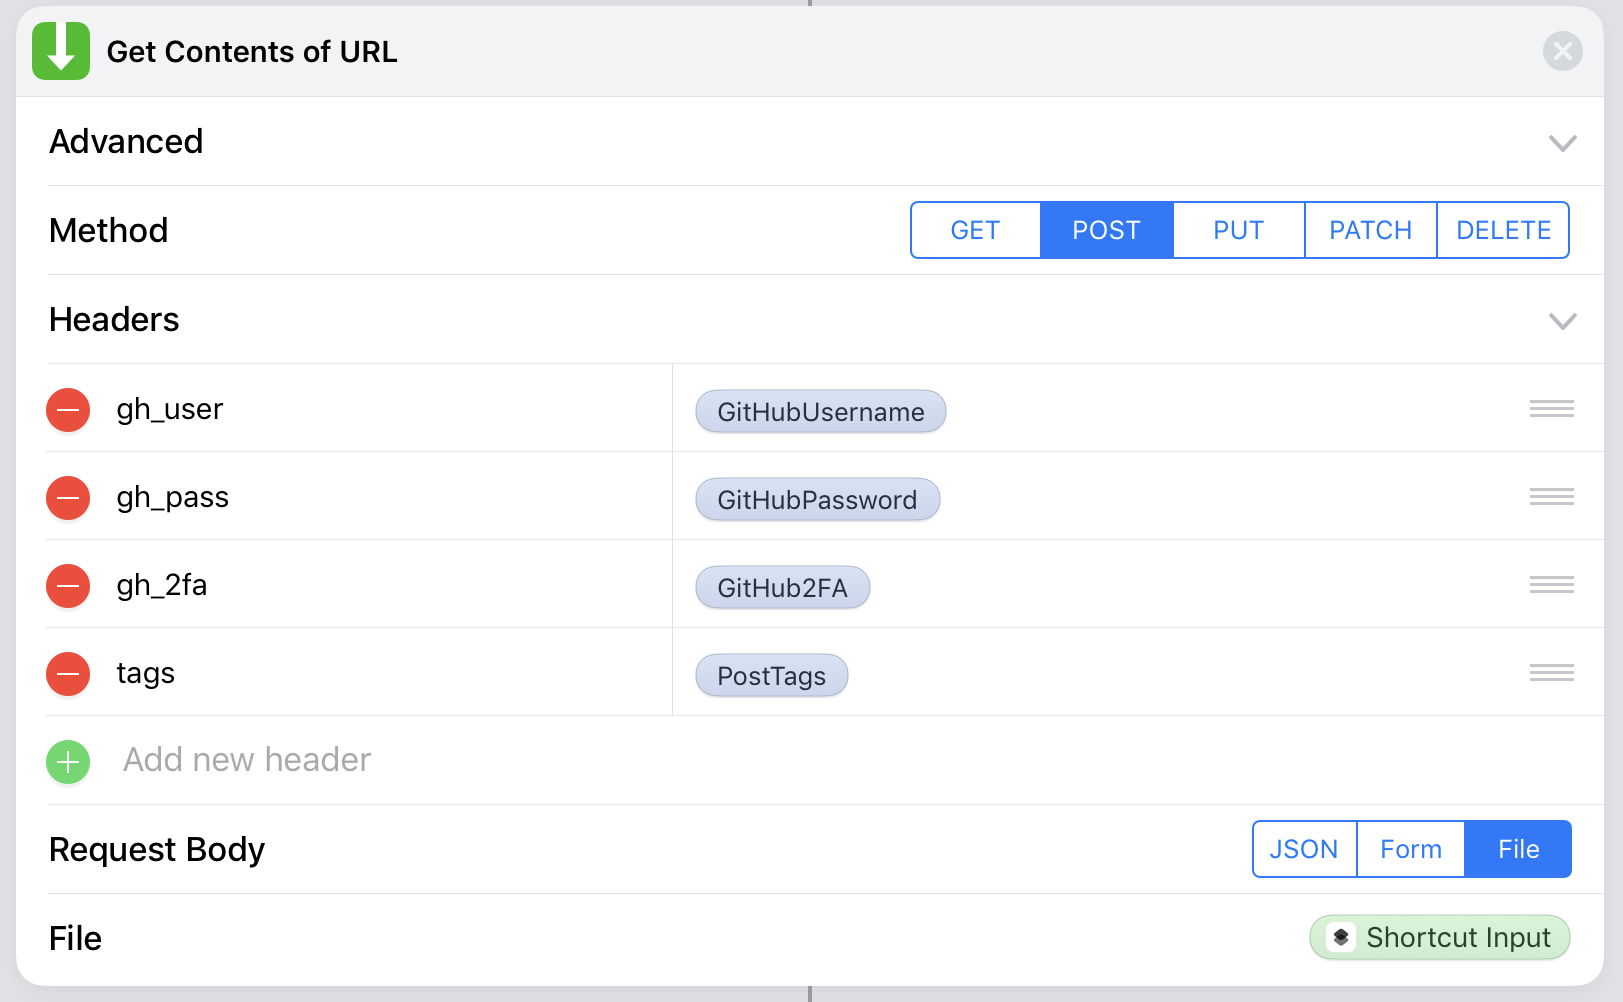 Get Contents of URL
Advanced
Method GET POST PUT PATCH DELETE
Headers
gh_user GitHubUsername
gh_pass GitHubPassword
gh_2fa GitHub2FA
tags PostTags
Add new header
Request Body JSON Form File
File Shortcut Input